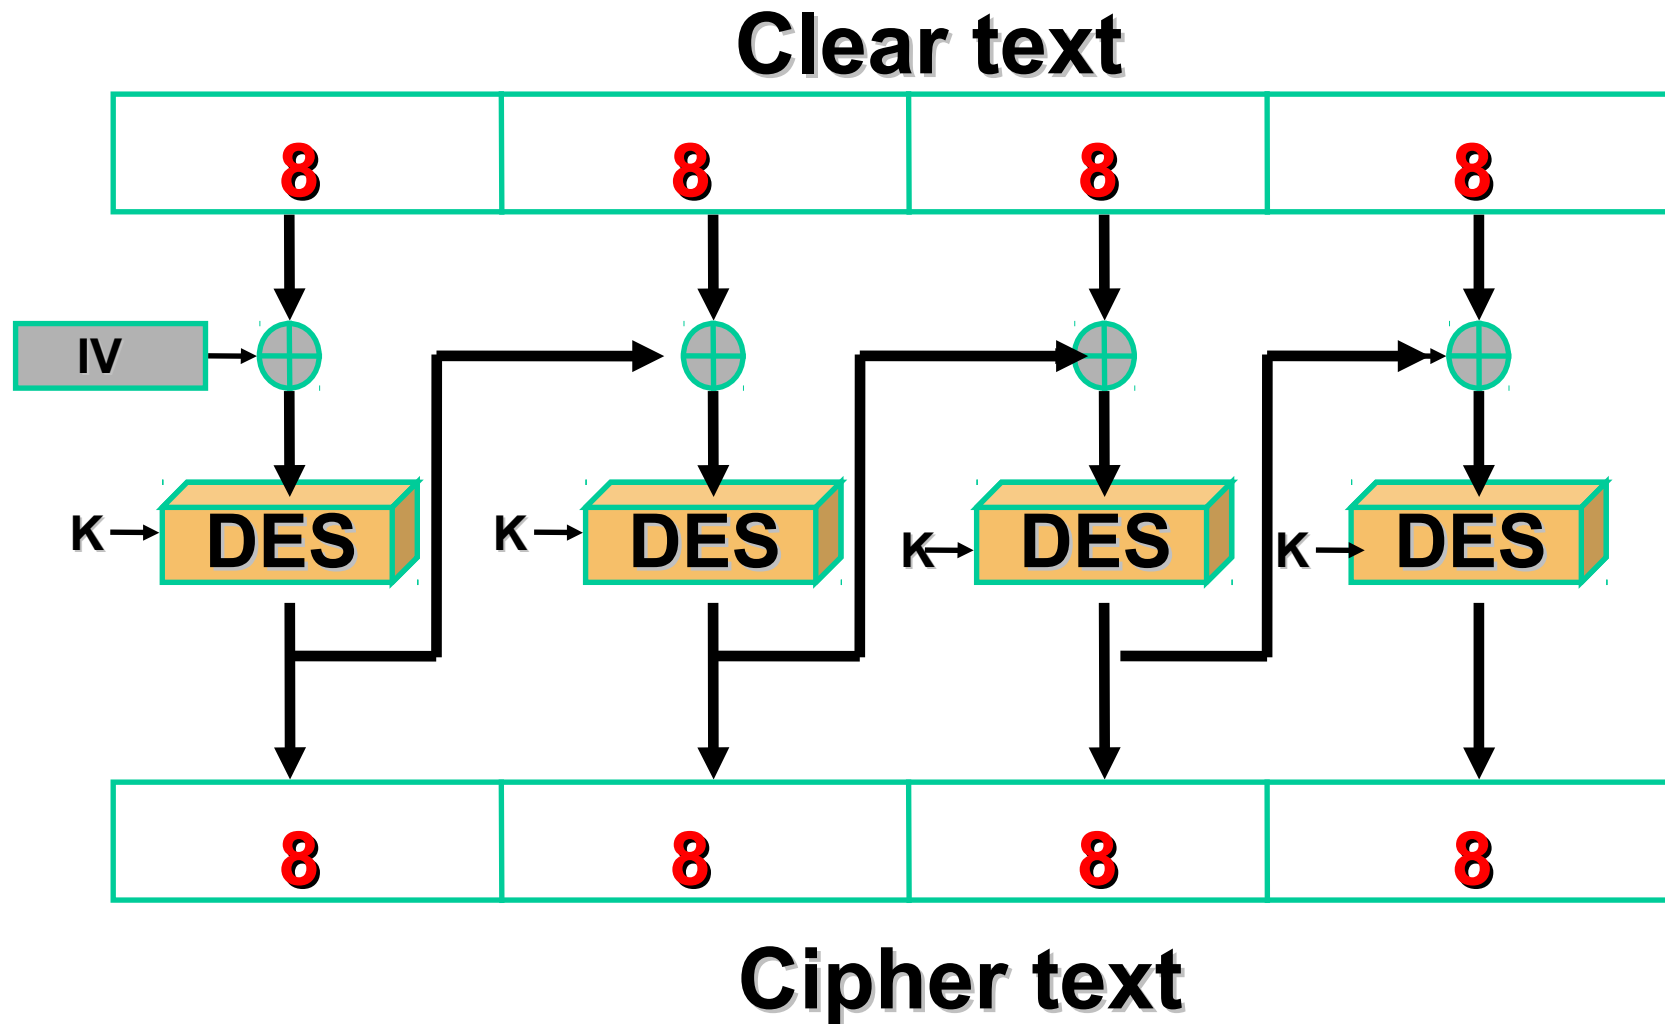 Clear text
8 8 8 8
IV
K DES K DES K DES K DES
8 8 8 8
Cipher text